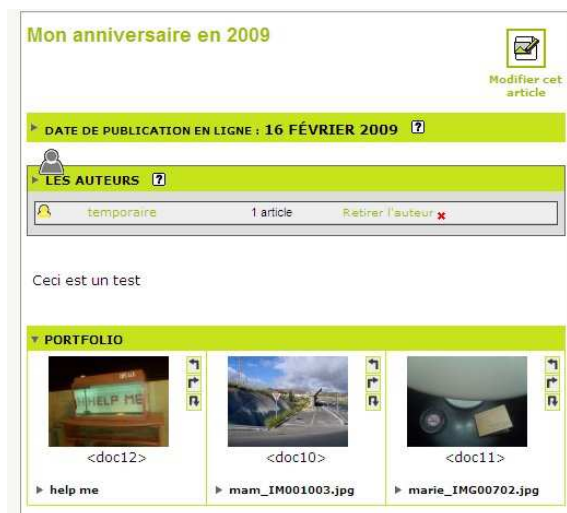 Mon anniversaire en 2009
Modifier cet
article
DATE DE PUBLICATION EN LIGNE : 16 FÉVRIER 2009 ?
LES AUTEURS ?
temporaire 1 article Retirer l'auteur
Ceci est un test
PORTFOLIO
HELP ME
<doc12> <doc10> <doc11>
help me mam_IM001003.jpg marie_IMG00702.jpg